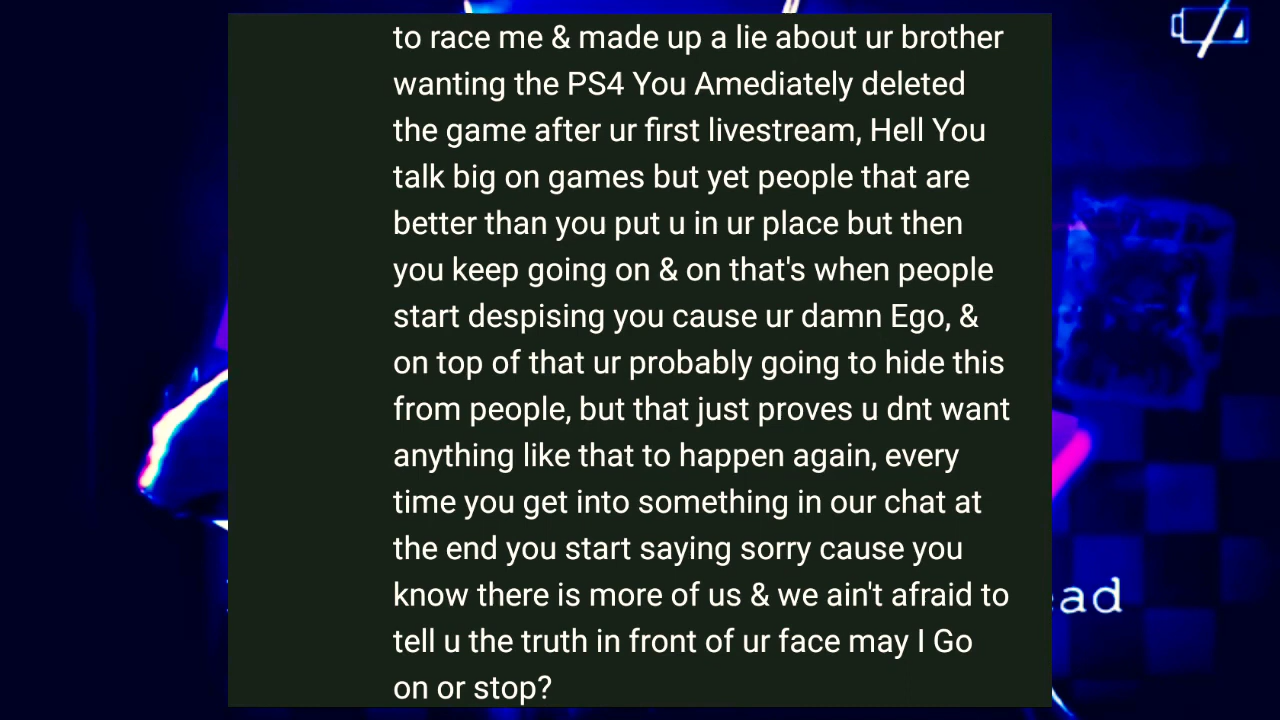 to race me & made up a lie about ur brother
wanting the PS4 You Amediately deleted
the game after ur first livestream, Hell You
talk big on games but yet people that are
better than you put u in ur place but then
you keep going on & on that's when people
start despising you cause ur damn Ego, &
on top of that ur probably going to hide this
from people, but that just proves u dnt want
anything like that to happen again, every
time you get into something in our chat at
the end you start saying sorry cause you
know there is more of us & we ain't afraid to
ad
tell u the truth in front of ur face may I Go
on or stop?